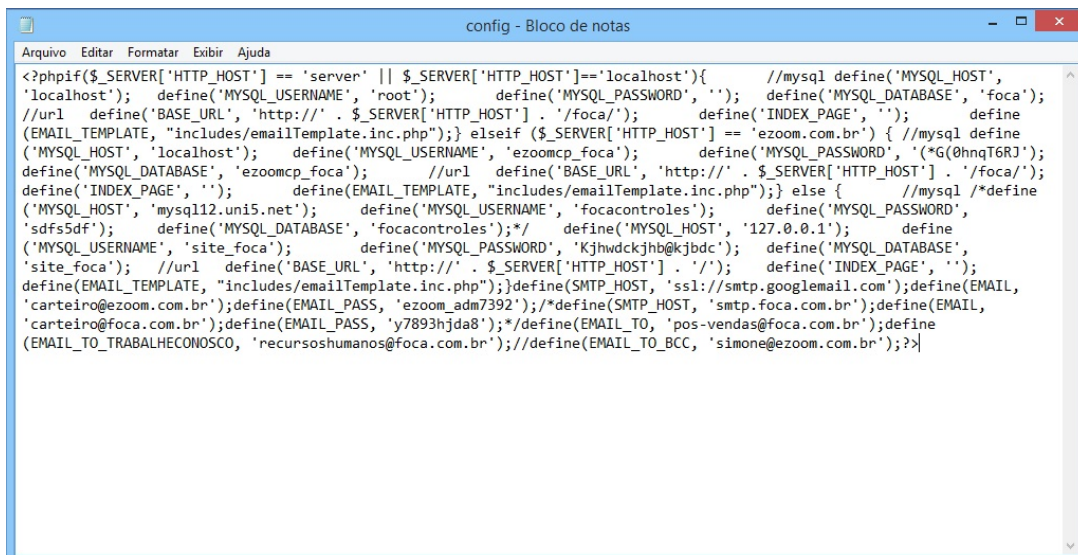 config - Bloco de notas
Arquivo Editar Formatar Exibir Ajuda
<?phpif($_SERVER['HTTP_HOST'] == 'server' || $_SERVER['HTTP_HOST']=='localhost'){ //mysql define('MYSQL_HOST',
'localhost'); define('MYSQL_USERNAME', 'root'); define('MYSQL_PASSWORD', ''); define('MYSQL_DATABASE', 'foca');
//url define('BASE_URL', 'http://' . $_SERVER['HTTP_HOST'] . '/foca/'); define('INDEX_PAGE', ''); define
(EMAIL_TEMPLATE, "includes/emailTemplate.inc.php");} elseif ($_SERVER['HTTP_HOST'] == 'ezoom.com.br') { //mysql define
('MYSQL_HOST', 'localhost'); define('MYSQL_USERNAME', 'ezoomcp_foca'); define('MYSQL_PASSWORD', '(*G(0hnqT6RJ');
define('MYSQL_DATABASE', 'ezoomcp_foca'); //url define('BASE_URL', 'http://' . $_SERVER['HTTP_HOST'] . '/foca/');
define('INDEX_PAGE', ''); define(EMAIL_TEMPLATE, "includes/emailTemplate.inc.php");} else { //mysql /*define
('MYSQL_HOST', 'mysql12.uni5.net'); define('MYSQL_USERNAME', 'focacontroles'); define('MYSQL_PASSWORD',
'sdfs5df'); define('MYSQL_DATABASE', 'focacontroles');*/ define('MYSQL_HOST', '127.0.0.1'); define
('MYSQL_USERNAME', 'site_foca'); define('MYSQL_PASSWORD', 'Kjhwdckjhb@kjbdc'); define('MYSQL_DATABASE',
'site_foca'); //url define('BASE_URL', 'http://' . $_SERVER['HTTP_HOST'] . '/'); define('INDEX_PAGE', '');
define(EMAIL_TEMPLATE, "includes/emailTemplate.inc.php");}define(SMTP_HOST, 'ssl://smtp.googlemail.com');define(EMAIL,
'carteiro@ezoom.com.br');define(EMAIL_PASS, 'ezoom_adm7392');/*define(SMTP_HOST, 'smtp.foca.com.br');define(EMAIL,
'carteiro@foca.com.br');define(EMAIL_PASS, 'y7893hjda8');*/define(EMAIL_TO, 'pos-vendas@foca.com.br');define
(EMAIL_TO_TRABALHECONOSCO, 'recursoshumanos@foca.com.br');//define(EMAIL_TO_BCC, 'simone@ezoom.com.br');?>